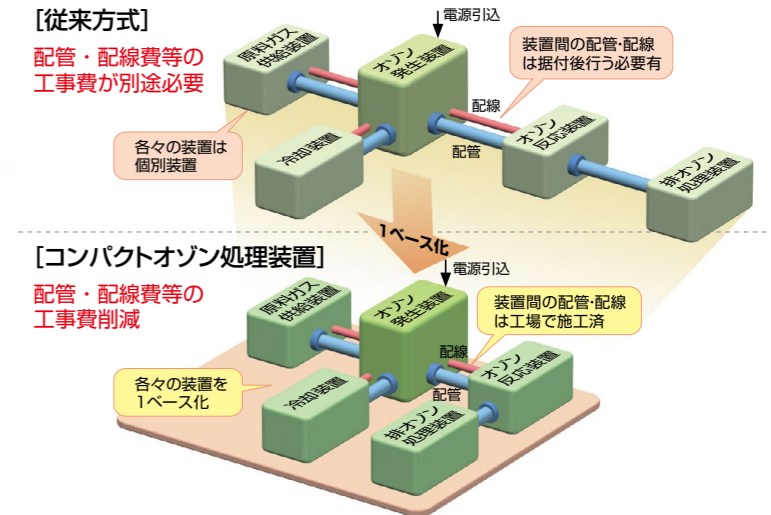 [従来方式]
配管・配線費等の
工事費が別途必要
電源引込
原料ガス
供給装置
オゾン
発生装置
装置間の配管・配線
は据付後行う必要有
配線
各々の装置は
個別装置
冷却装置
配管
オゾン
反応装置
排オゾン
処理装置
1ベース化
[コンパクトオゾン処理装置]
配管・配線費等の
工事費削減
電源引込
原料ガス
供給装置
オゾン
発生装置
装置間の配管・配線
は工場で施工済
配線
各々の装置を
1ベース化
冷却装置
配管
オゾン
反応装置
排オゾン
処理装置